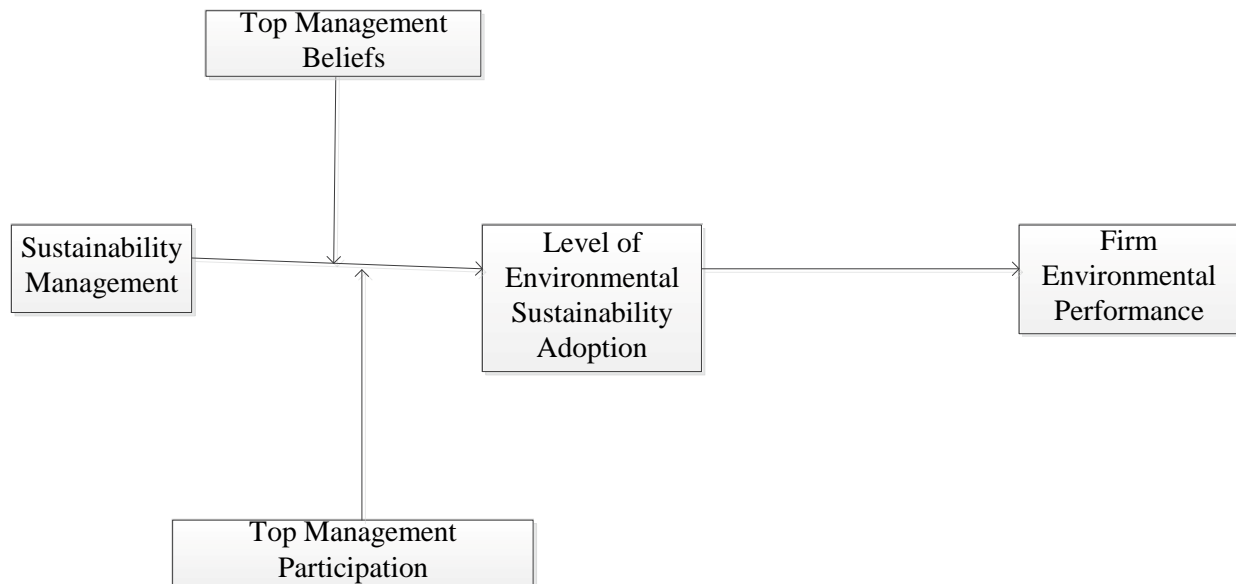 Top Management
Beliefs
Sustainability
Management
Level of
Environmental
Sustainability
Adoption
Firm
Environmental
Performance
Top Management
Participation